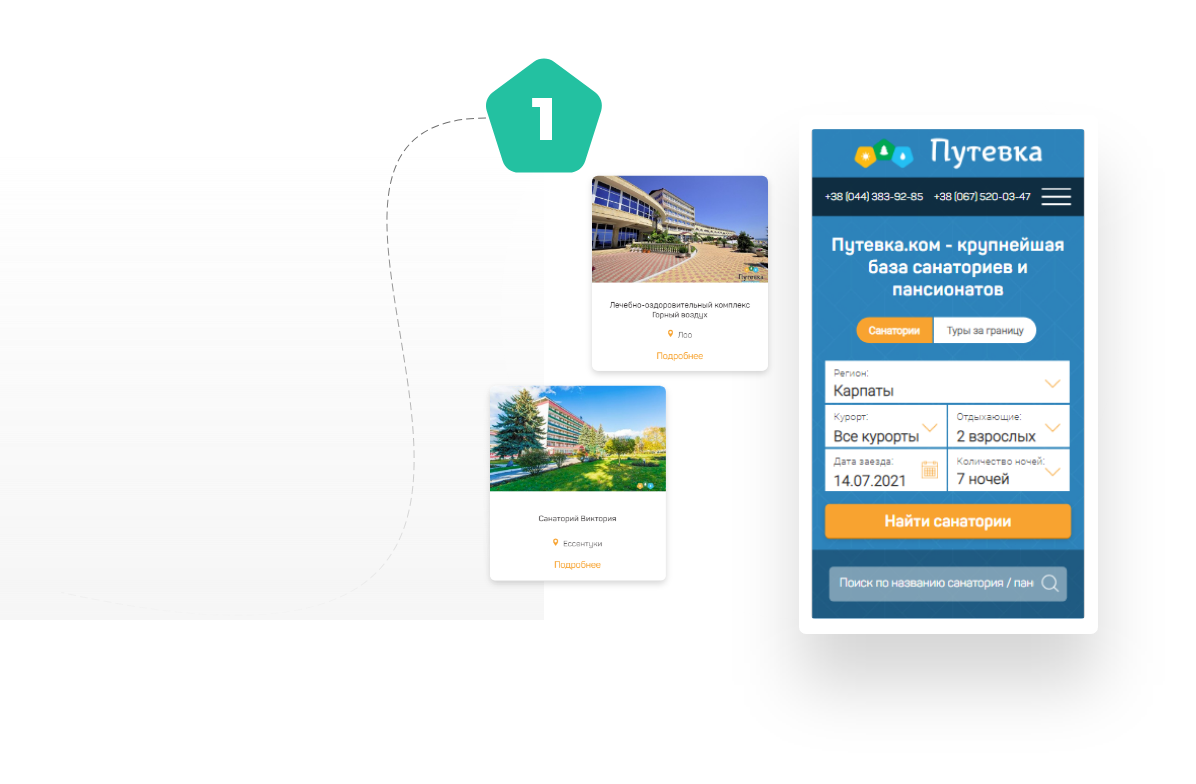 1
Путевка
Лечебно-оздоровительный комплекс
Горный воздух
Лоо
Подробнее
Санаторий Виктория
Ессентуки
Подробнее
Путевка
+38 (044) 383-92-85 +38 (067) 520-03-47
Путевка.ком - крупнейшая
база санаториев и
пансионатов
Санатории Туры за границу
Регион:
Карпаты
Курорт: Отдыхающие:
Все курорты 2 взрослых
Дата заезда: Количество ночей:
14.07.2021 7 ночей
Найти санатории
Поиск по названию санатория / пан